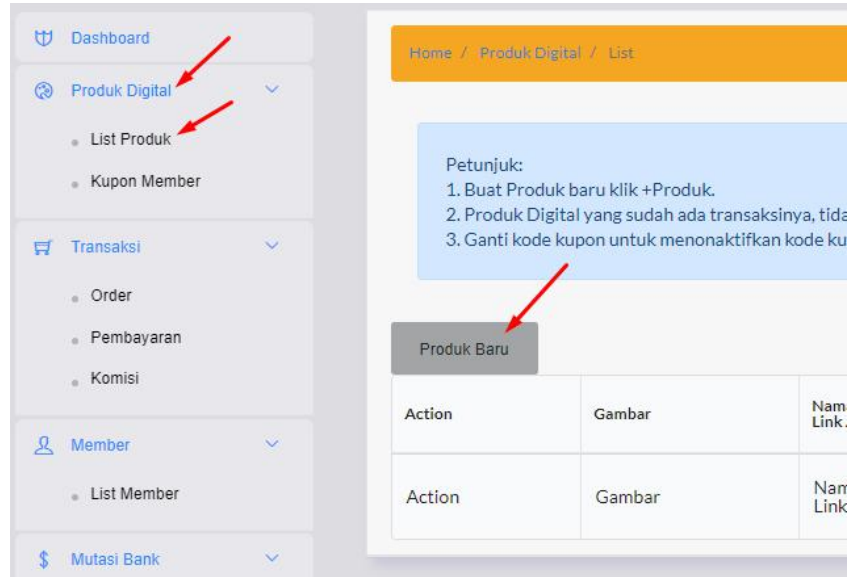 Dashboard
Produk Digital
List Produk
Kupon Member
Transaksi
Order
Pembayaran
Komisi
Member
List Member
$ Mutasi Bank
Home / Produk Digital / List
Petunjuk:
1. Buat Produk baru klik +Produk.
2. Produk Digital yang sudah ada transaksinya,
3. Ganti kode kupon untuk menonaktifkan kode
Produk Baru
Action Gambar
Link
Action Gambar
Link